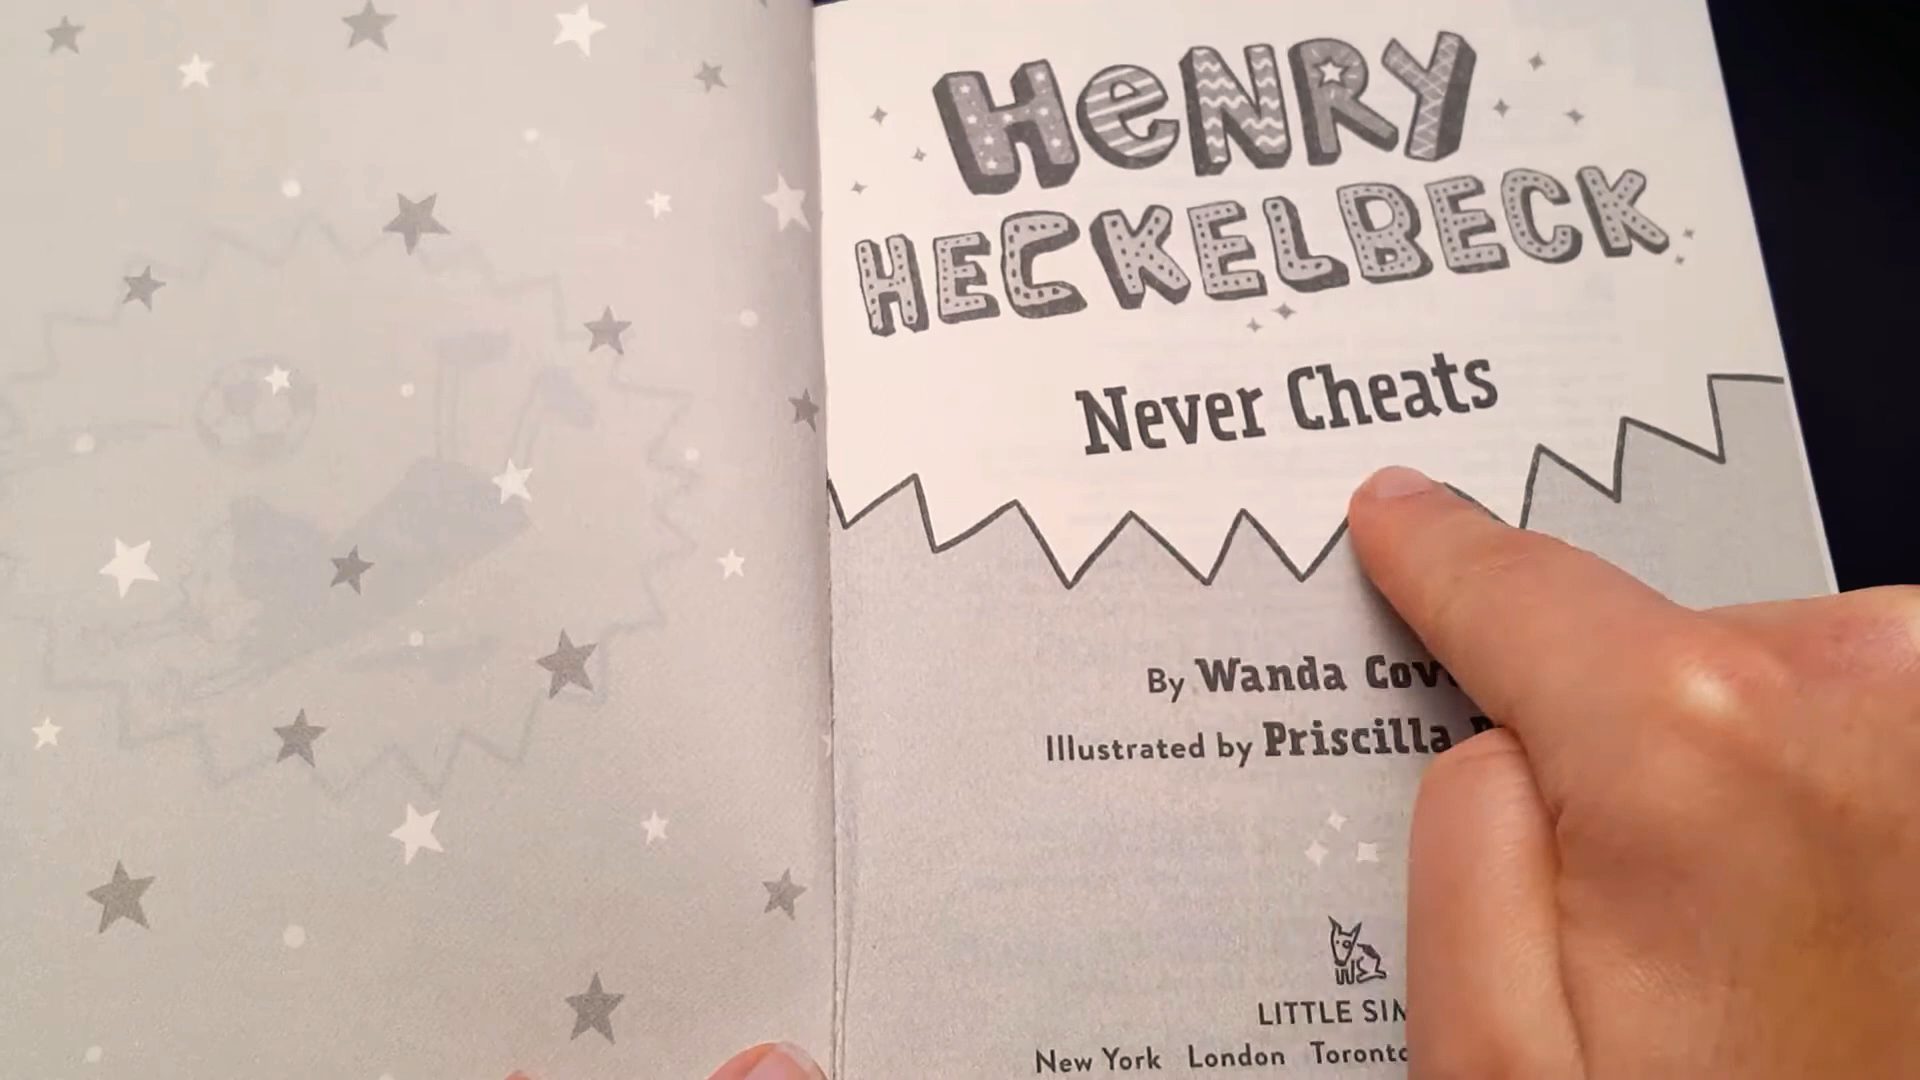 HeNRY
HECKELBECK
Never Cheats
By Wanda
Illustrated by Priscilla
LITTLE
New York London